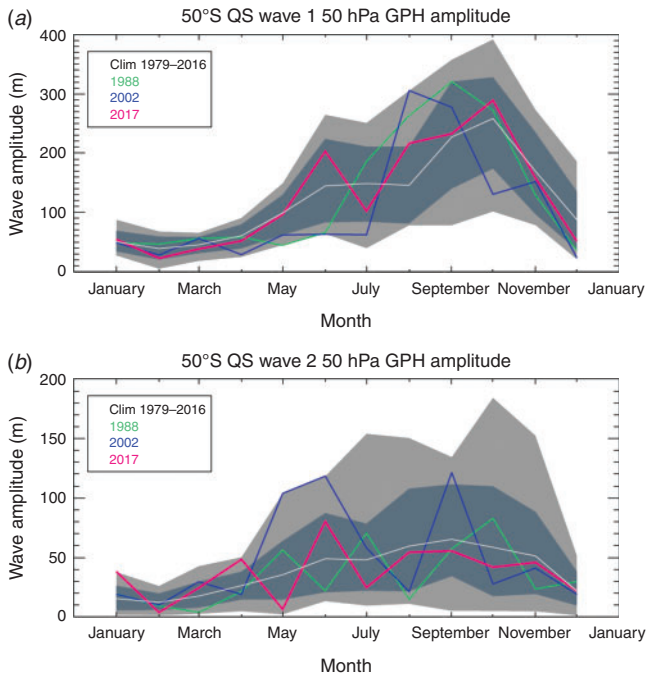 (a) 50°S QS wave 1 50 hPa GPH amplitude
400
300
200
100
0
Wave amplitude (m)
Clim 1979–2016
1988
2002
2017
January March May July September November January
Month
(b) 50°S QS wave 2 50 hPa GPH amplitude
200
150
100
50
0
Wave amplitude (m)
Clim 1979–2016
1988
2002
2017
January March May July September November January
Month